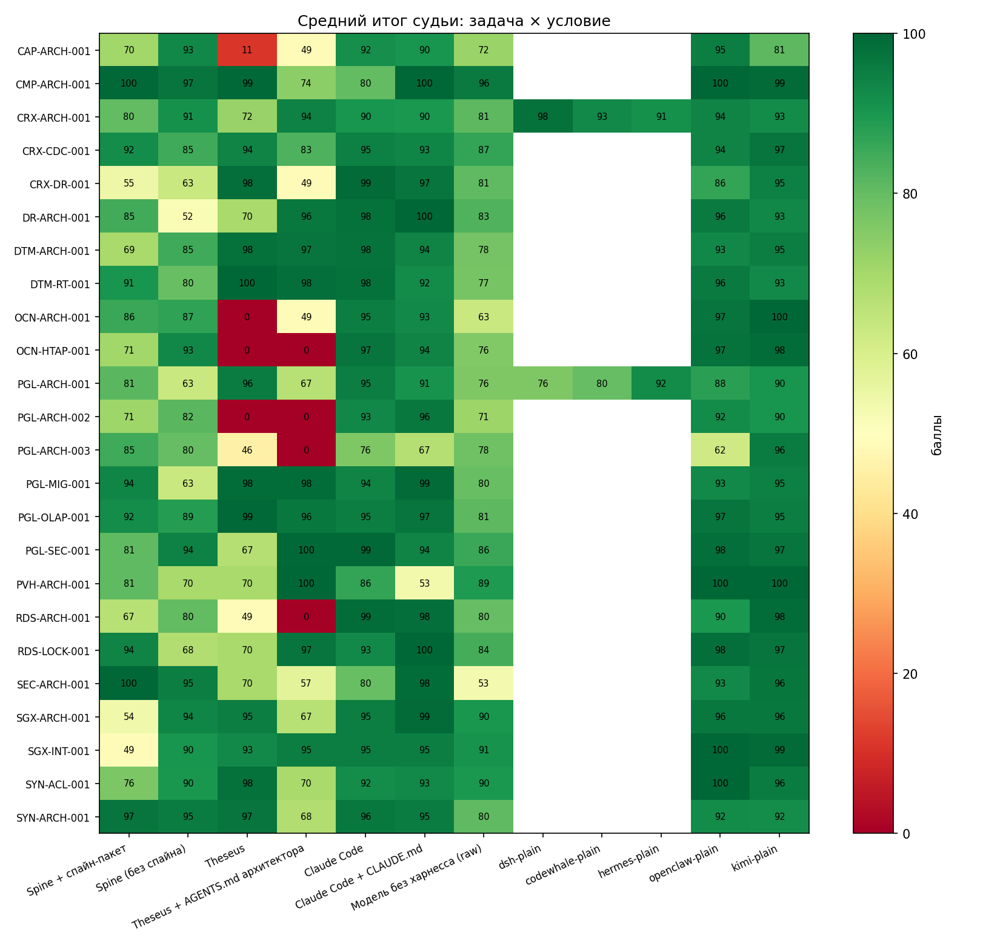 Средний итог судьи: задача × условие
CAP-ARCH-001 70 93 11 49 92 90 72 95 81
CMP-ARCH-001 100 97 99 74 80 100 96 100 99
CRX-ARCH-001 80 91 72 94 90 90 81 98 93 91 94 93
CRX-CDC-001 92 85 94 83 95 93 87 94 97
CRX-DR-001 55 63 98 49 99 97 81 86 95
DR-ARCH-001 85 52 70 96 98 100 83 96 93
DTM-ARCH-001 69 85 98 97 98 94 78 93 95
DTM-RT-001 91 80 100 98 98 92 77 96 93
OCN-ARCH-001 86 87 0 49 95 93 63 97 100
OCN-HTAP-001 71 93 0 0 97 94 76 97 98
PGL-ARCH-001 81 63 96 67 95 91 76 76 80 92 88 90
PGL-ARCH-002 71 82 0 0 93 96 71 92 90
PGL-ARCH-003 85 80 46 0 76 67 78 62 96
PGL-MIG-001 94 63 98 98 94 99 80 93 95
PGL-OLAP-001 92 89 99 96 95 97 81 97 95
PGL-SEC-001 81 94 67 100 99 94 86 98 97
PVH-ARCH-001 81 70 70 100 86 53 89 100 100
RDS-ARCH-001 67 80 49 0 99 98 80 90 98
RDS-LOCK-001 94 68 70 97 93 100 84 98 97
SEC-ARCH-001 100 95 70 57 80 98 53 93 96
SGX-ARCH-001 54 94 95 67 95 99 90 96 96
SGX-INT-001 49 90 93 95 95 95 91 100 99
SYN-ACL-001 76 90 98 70 92 93 90 100 96
SYN-ARCH-001 97 95 97 68 96 95 80 92 92
Spine + спайн-пакет
Spine (без спайна)
Theseus
Theseus + AGENTS.md архитектора
Claude Code
Claude Code + CLAUDE.md
Модель без харнесса (raw)
dsh-plain
codewhale-plain
hermes-plain
openclaw-plain
kimi-plain
100
80
60
40
20
0
баллы